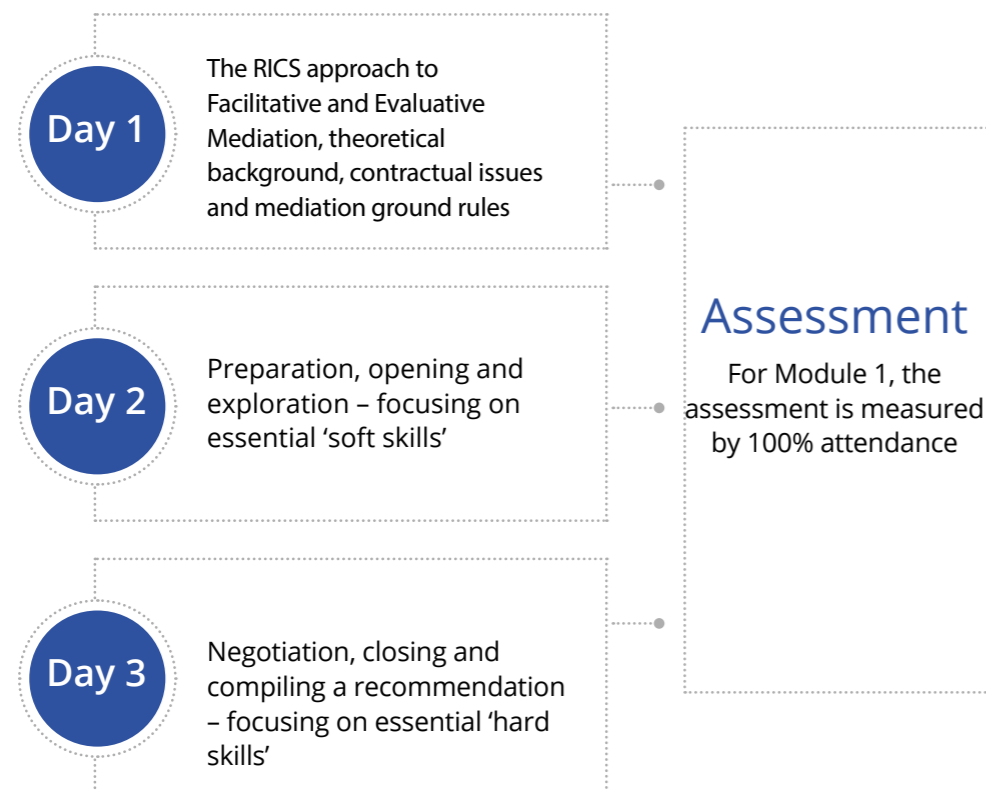 Day 1
The RICS approach to
Facilitative and Evaluative
Mediation, theoretical
background, contractual issues
and mediation ground rules
Day 2
Preparation, opening and
exploration – focusing on
essential ‘soft skills’
Day 3
Negotiation, closing and
compiling a recommendation
– focusing on essential ‘hard
skills’
Assessment
For Module 1, the
assessment is measured
by 100% attendance